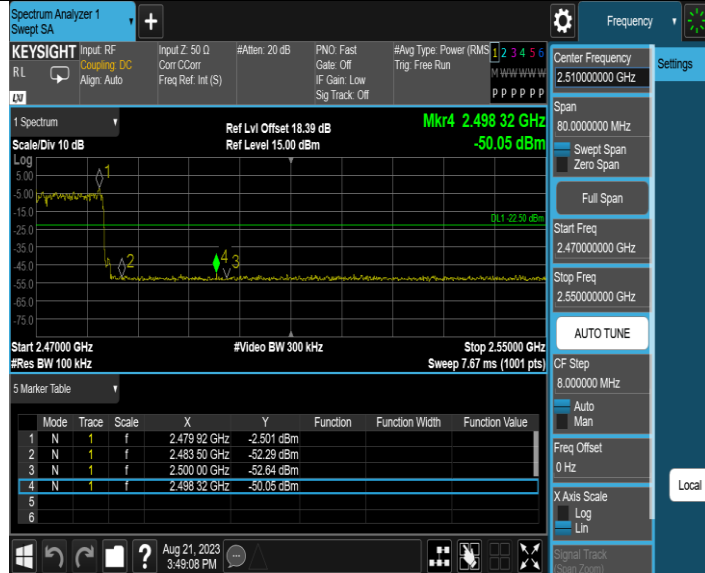 Spectrum Analyzer 1
Swept SA
+
Frequency
KEYSIGHT
RL
LXI
Input: RF
Coupling: DC
Align: Auto
Input Z: 50 Ω
Corr CCorr
Freq Ref: Int (S)
#Atten: 20 dB
PNO: Fast
Gate: Off
IF Gain: Low
Sig Track: Off
#Avg Type: Power (RMS
Trig: Free Run
1 2 3 4 5 6
M W W W W W
P P P P P P
1 Spectrum
Scale/Div 10 dB
Ref Lvl Offset 18.39 dB
Ref Level 15.00 dBm
Mkr4 2.498 32 GHz
-50.05 dBm
Log
5.00
-5.00
-15.0
-25.0
-35.0
-45.0
-55.0
-65.0
-75.0
1
2
4
3
DL1 -22.50 dBm
Start 2.47000 GHz
#Res BW 100 kHz
#Video BW 300 kHz
Stop 2.55000 GHz
Sweep 7.67 ms (1001 pts)
5 Marker Table
Mode Trace Scale X Y Function Function Width Function Value
1 N 1 f 2.479 92 GHz -2.501 dBm
2 N 1 f 2.483 50 GHz -52.29 dBm
3 N 1 f 2.500 00 GHz -52.64 dBm
4 N 1 f 2.498 32 GHz -50.05 dBm
5
6
?
Aug 21, 2023
3:49:08 PM
Center Frequency
2.510000000 GHz
Span
80.0000000 MHz
Swept Span
Zero Span
Full Span
Start Freq
2.470000000 GHz
Stop Freq
2.550000000 GHz
AUTO TUNE
CF Step
8.000000 MHz
Auto
Man
Freq Offset
0 Hz
X Axis Scale
Log
Lin
Signal Track
(Span Zoom)
Settings
Local